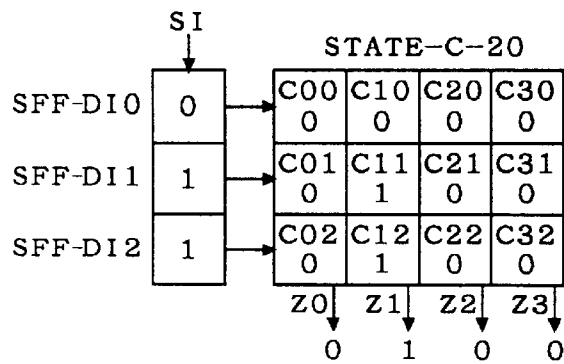 SI
STATE-C-20
SFF-DI0 0 C00 C10 C20 C30
0 0 0 0
SFF-DI1 1 C01 C11 C21 C31
0 1 0 0
SFF-DI2 1 C02 C12 C22 C32
0 1 0 0
Z0 Z1 Z2 Z3
0 1 0 0